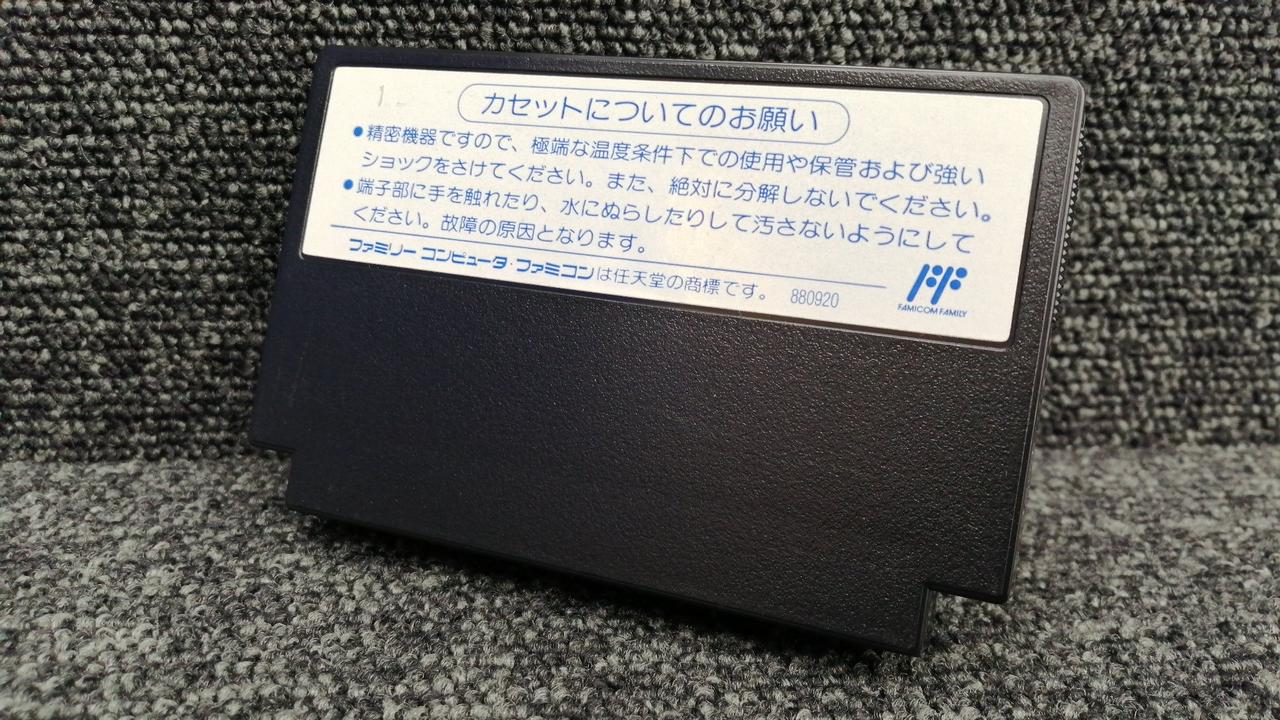 1
カセットについてのお願い
●精密機器ですので、極端な温度条件下での使用や保管および強い
ショックをさけてください。また、絶対に分解しないでください。
●端子部に手を触れたり、水にぬらしたりして汚さないようにして
ください。故障の原因となります。
ファミリー コンピュータ・ファミコンは任天堂の商標です。 880920
FAMICOM FAMILY